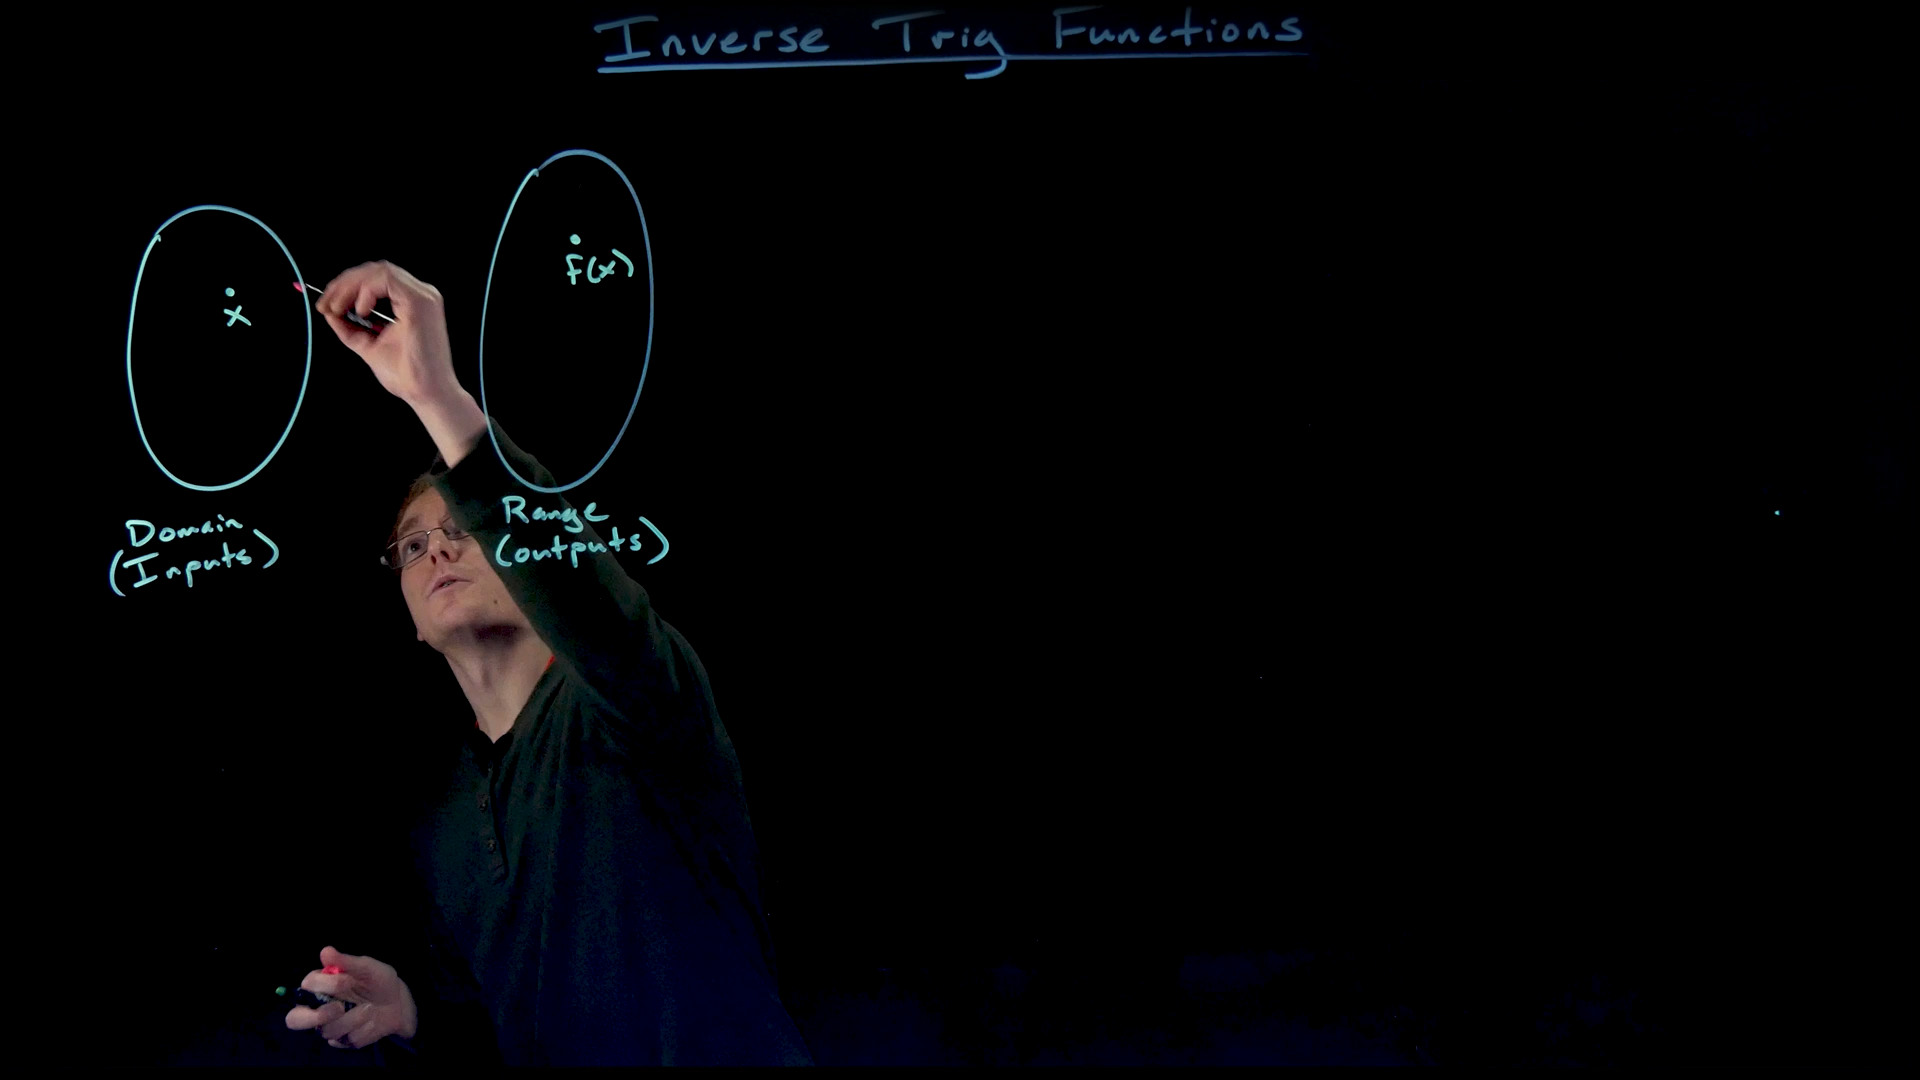 Inverse Trig Functions
x
f(x)
Domain
(Inputs)
Range
(outputs)